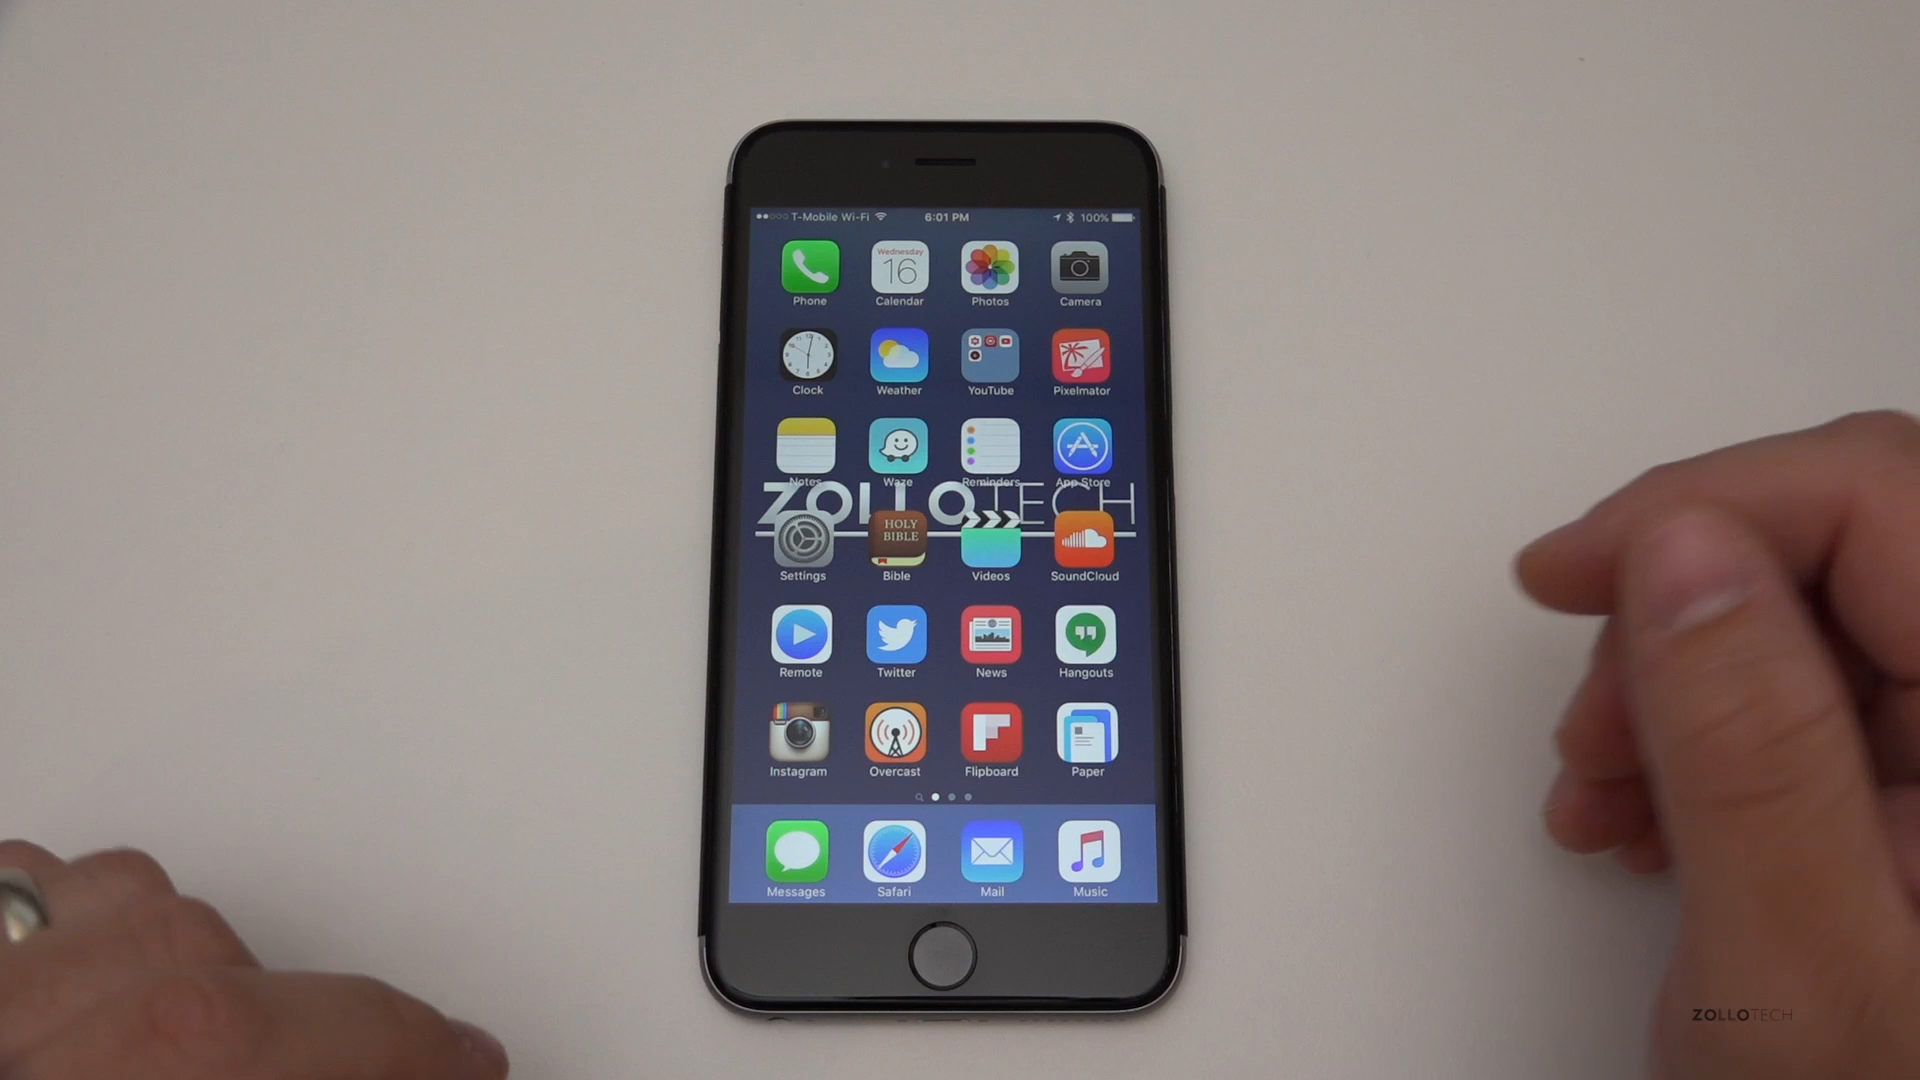 T-Mobile Wi-Fi 6:01 PM 100%
Wednesday
16
Phone Calendar Photos Camera
Clock Weather YouTube Pixelmator
Notes Waze Reminders App Store
ZOLLOTECH
HOLY
BIBLE
Settings Bible Videos SoundCloud
Remote Twitter News Hangouts
Instagram Overcast Flipboard Paper
Messages Safari Mail Music
ZOLLOTECH